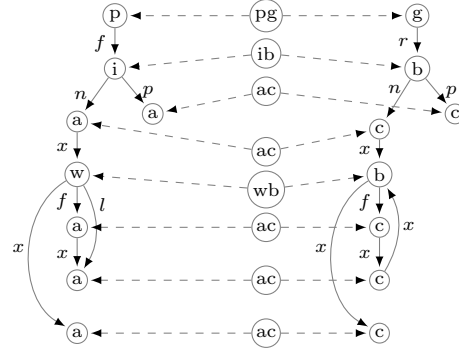 p pg g
f r
i ib b
n p ac n p
a a c c
x ac x
w wb b
f l f
a ac c
x x x x x
a ac c
a ac c